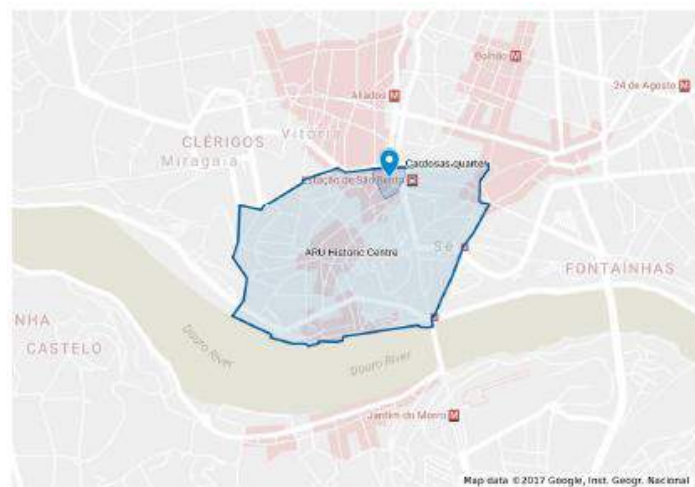 Bolhão M
24 de Agosto M
Aliados M
CLÉRIGOS
Vitória
Miragaia
Cardosas quarter
Estação de São Bento
ARU Historic Centre
Sé
FONTAÍNHAS
NHA
CASTELO
Douro River
Douro River
Jardim do Morro M
Map data ©2017 Google, Inst. Geogr. Nacional